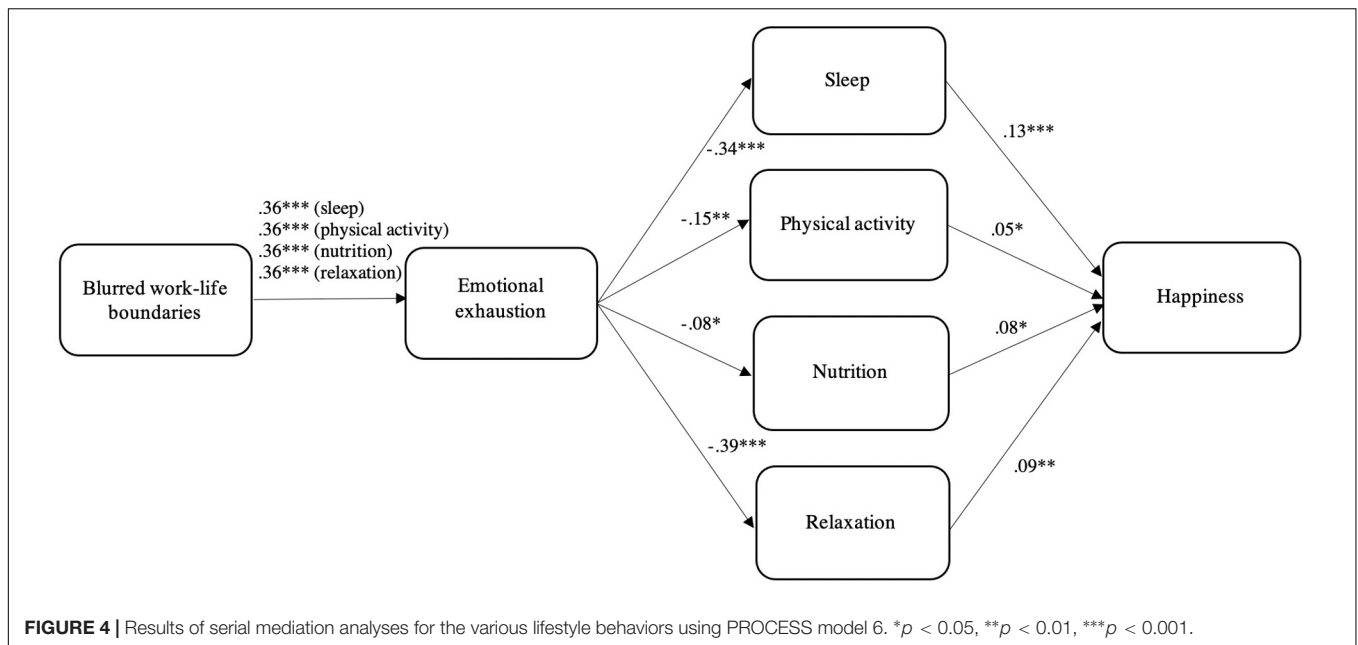 Sleep
.13***
-.34***
.36*** (sleep)
.36*** (physical activity)
.36*** (nutrition)
.36*** (relaxation)
-.15**
Physical activity
.05*
Blurred work-life
boundaries
Emotional
exhaustion
Happiness
-.08*
Nutrition
.08*
-.39***
.09**
Relaxation
FIGURE 4 | Results of serial mediation analyses for the various lifestyle behaviors using PROCESS model 6. *p < 0.05, **p < 0.01, ***p < 0.001.